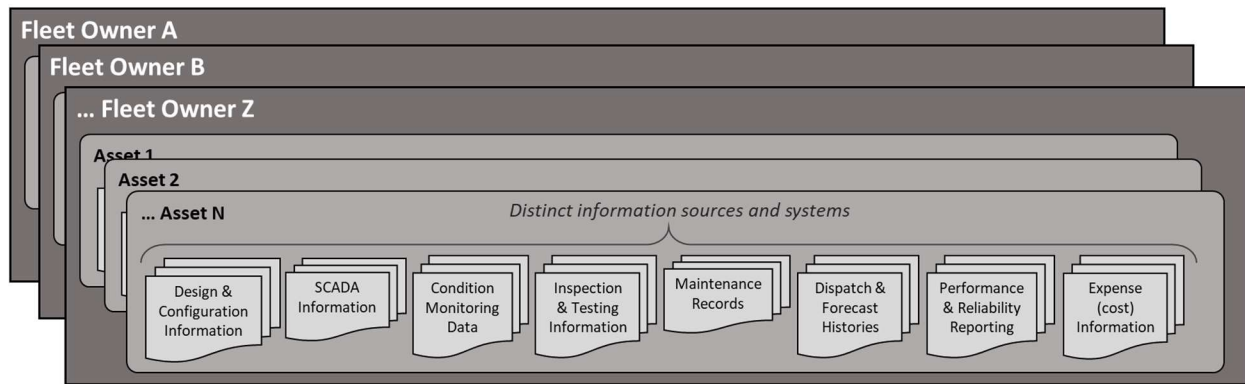 Fleet Owner A
Fleet Owner B
... Fleet Owner Z
Asset 1
Asset 2
... Asset N
Distinct information sources and systems
Design &
Configuration
Information
SCADA
Information
Condition
Monitoring
Data
Inspection
& Testing
Information
Maintenance
Records
Dispatch &
Forecast
Histories
Performance
& Reliability
Reporting
Expense
(cost)
Information